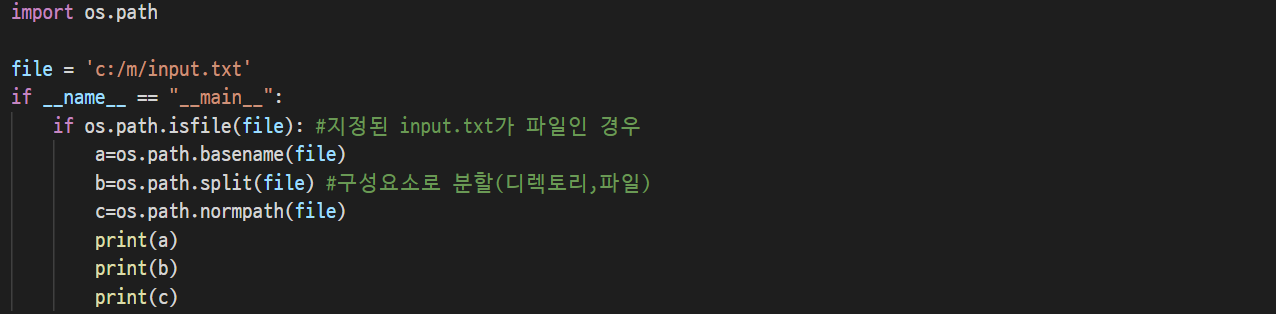 import os.path
file = 'c:/m/input.txt'
if __name__ == "__main__":
if os.path.isfile(file): #지정된 input.txt가 파일인 경우
a=os.path.basename(file)
b=os.path.split(file) #구성요소로 분할(디렉토리,파일)
c=os.path.normpath(file)
print(a)
print(b)
print(c)